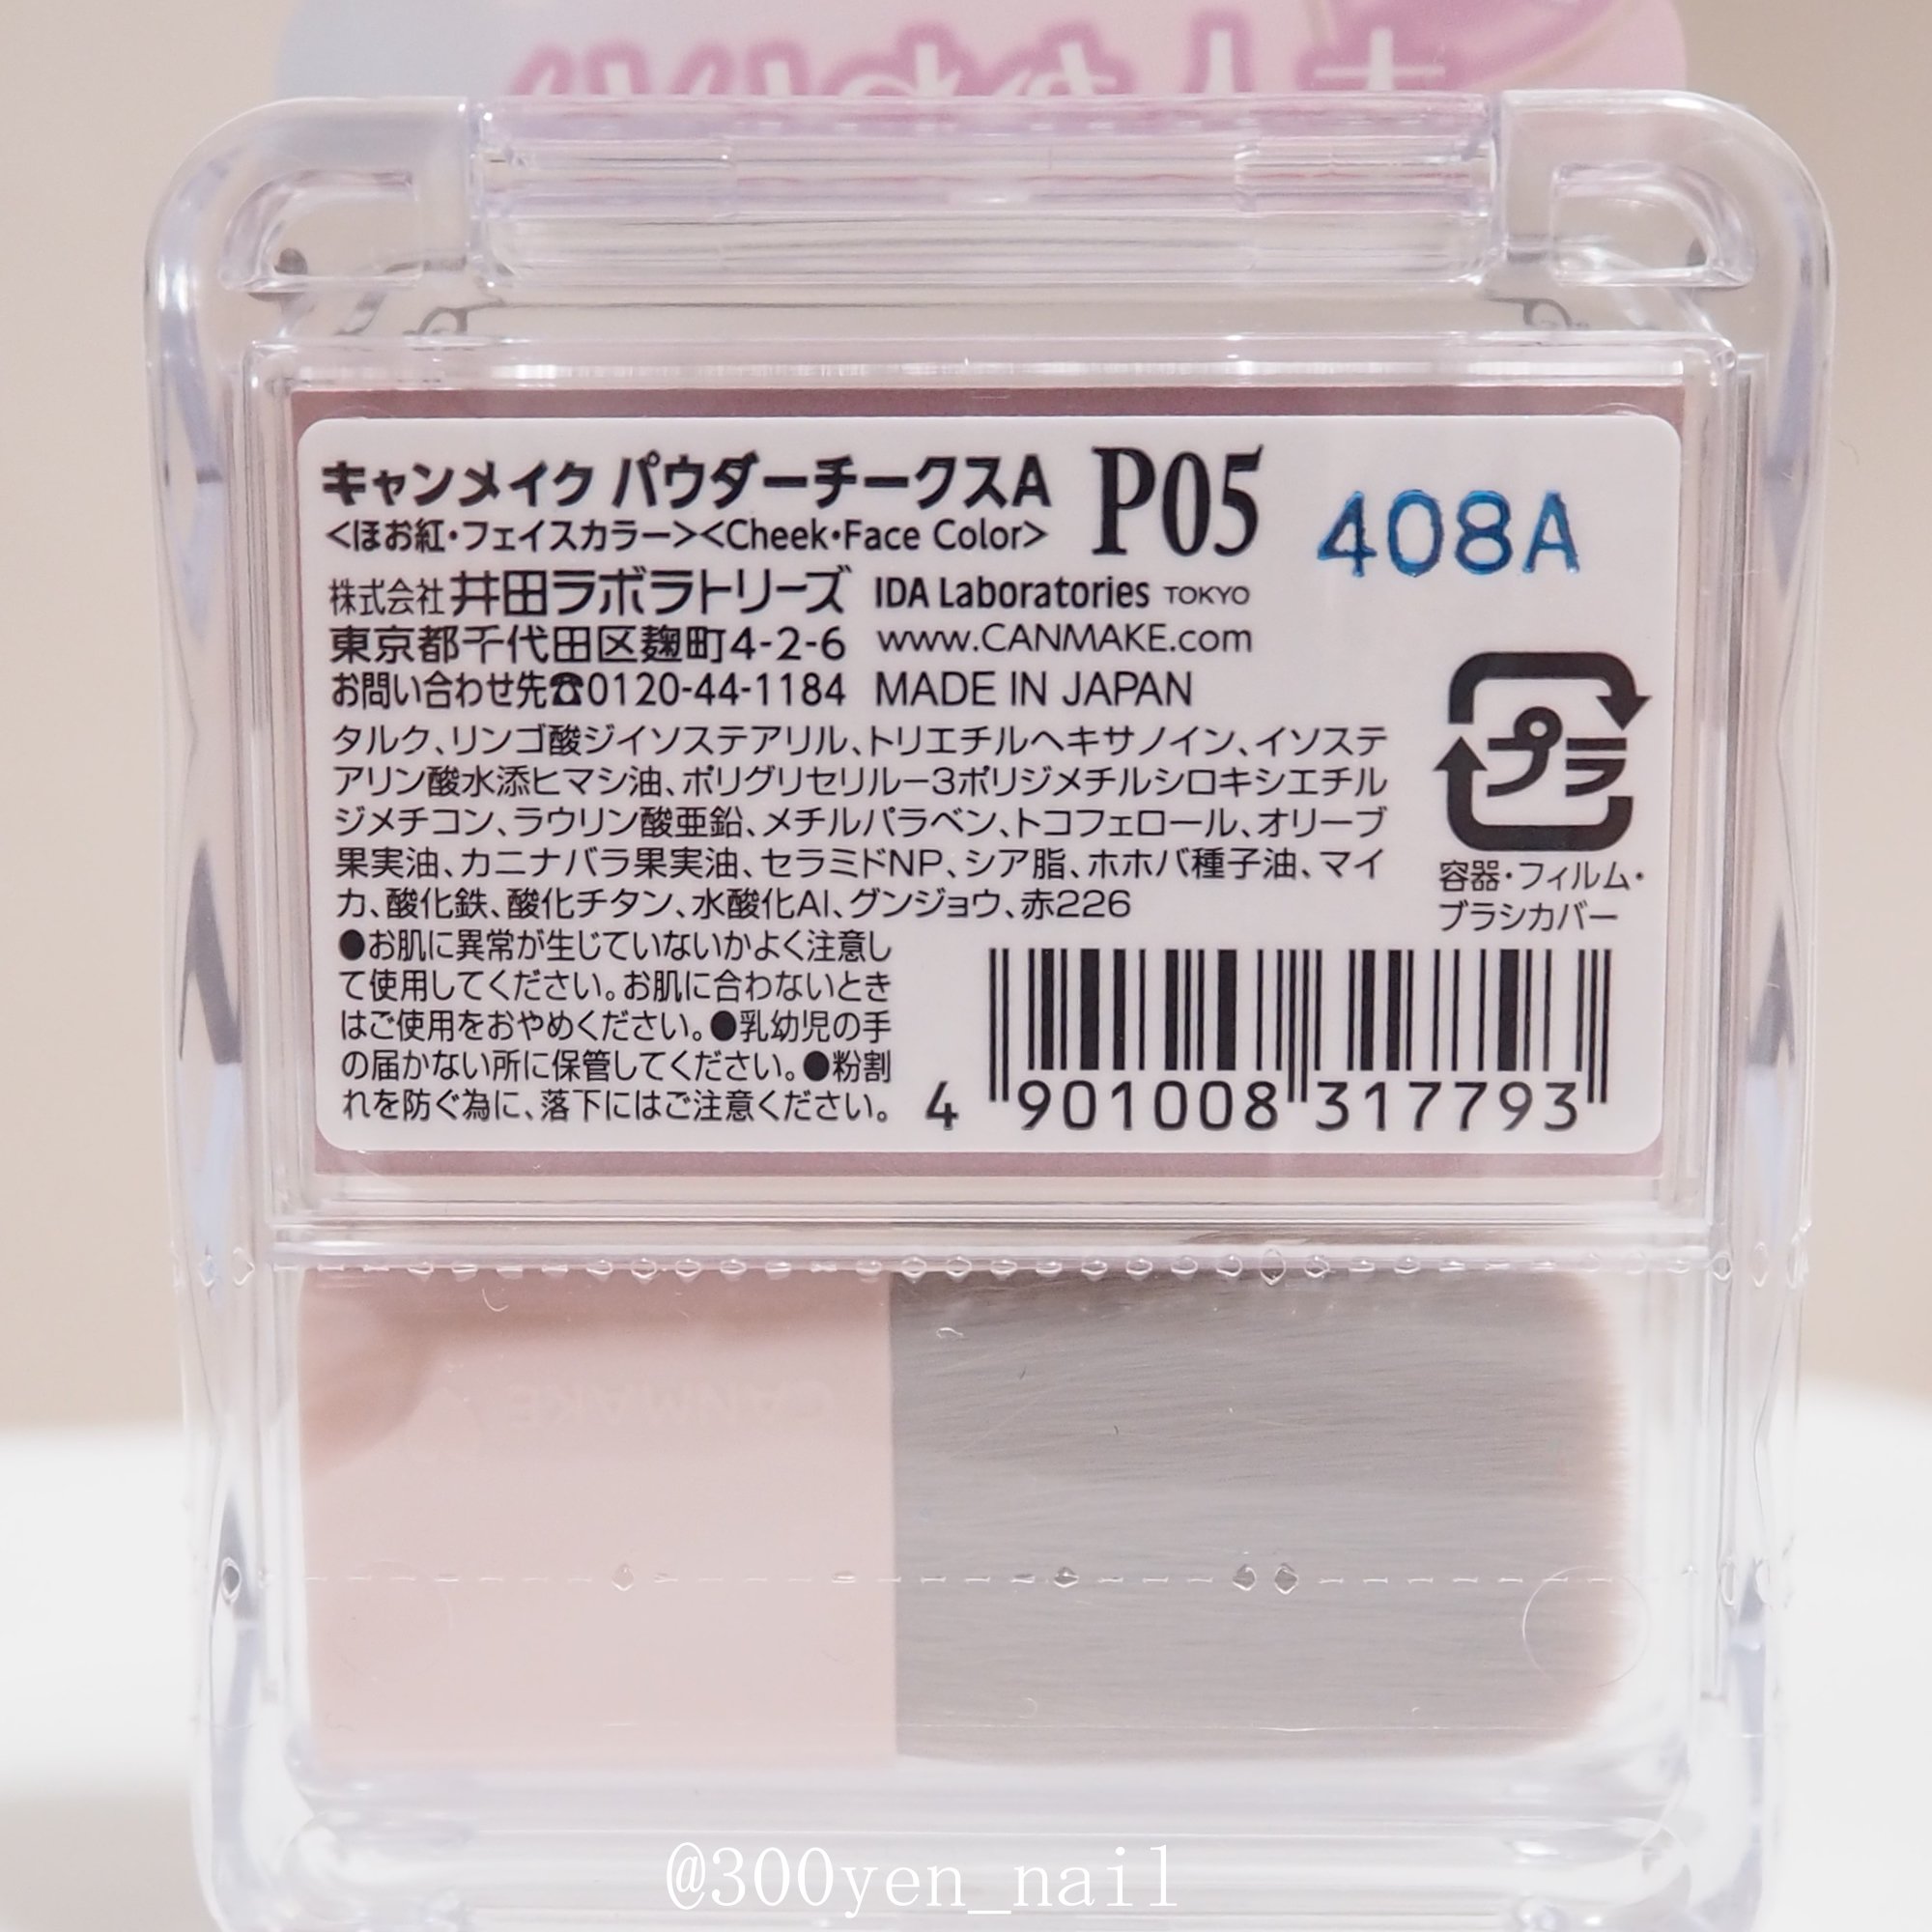 キャンメイク パウダーチークスA P05 408A
<ほお紅・フェイスカラー><Cheek・Face Color>
株式会社 井田ラボラトリーズ IDA Laboratories TOKYO
東京都千代田区麹町4-2-6 www.CANMAKE.com
お問い合わせ先☎0120-44-1184 MADE IN JAPAN
タルク、リンゴ酸ジイソステアリル、トリエチルヘキサノイン、イソステ
アリン酸水添ヒマシ油、ポリグリセリル-3ポリジメチルシロキシエチル
ジメチコン、ラウリン酸亜鉛、メチルパラベン、トコフェロール、オリーブ
果実油、カニナバラ果実油、セラミドNP、シア脂、ホホバ種子油、マイ
カ、酸化鉄、酸化チタン、水酸化Al、グンジョウ、赤226
プラ
容器・フィルム・
ブラシカバー
●お肌に異常が生じていないかよく注意し
て使用してください。お肌に合わないとき
はご使用をおやめください。●乳幼児の手
の届かない所に保管してください。●粉割
れを防ぐ為に、落下にはご注意ください。
4 901008 317793
CANMAKE
@300yen_nail